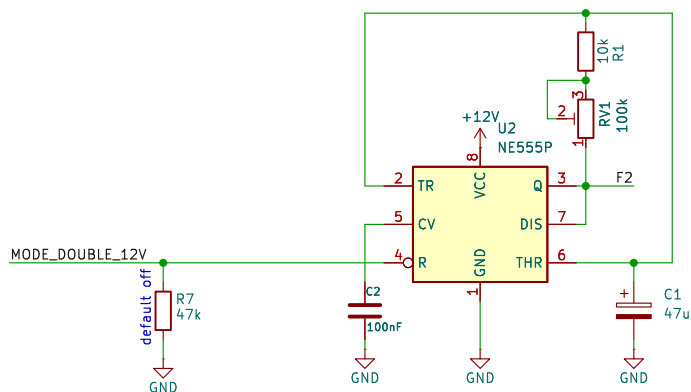 10k
R1
3
2
RV1
100k
1
+12V
U2
NE555P
8
VCC
2
TR
Q
3
F2
5
CV
DIS
7
MODE_DOUBLE_12V
4
R
GND
THR
6
1
default off
R7
47k
C2
100nF
+
C1
47u
GND
GND
GND
GND